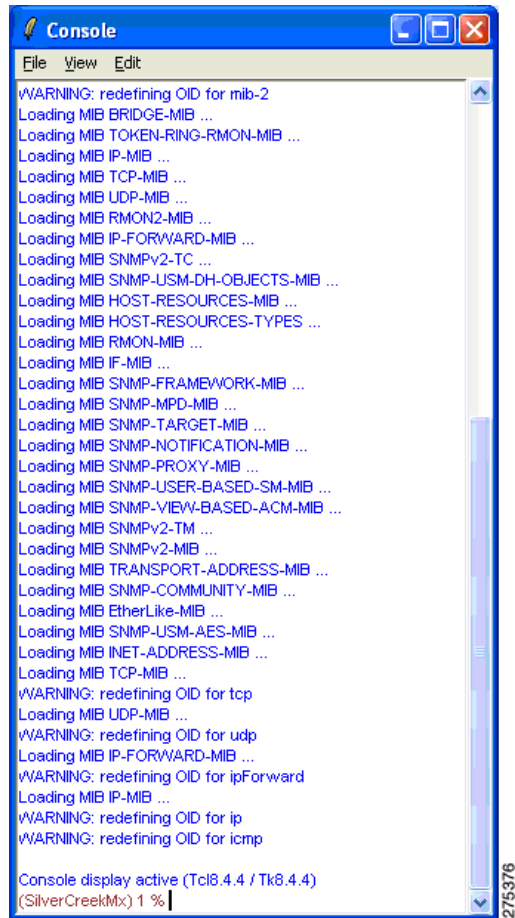 Console
File View Edit
WARNING: redefining OID for mib-2
Loading MIB BRIDGE-MIB ...
Loading MIB TOKEN-RING-RMON-MIB ...
Loading MIB IP-MIB ...
Loading MIB TCP-MIB ...
Loading MIB UDP-MIB ...
Loading MIB RMON2-MIB ...
Loading MIB IP-FORWARD-MIB ...
Loading MIB SNMPv2-TC ...
Loading MIB SNMP-USM-DH-OBJECTS-MIB ...
Loading MIB HOST-RESOURCES-MIB ...
Loading MIB HOST-RESOURCES-TYPES ...
Loading MIB RMON-MIB ...
Loading MIB IF-MIB ...
Loading MIB SNMP-FRAMEWORK-MIB ...
Loading MIB SNMP-MPD-MIB ...
Loading MIB SNMP-TARGET-MIB ...
Loading MIB SNMP-NOTIFICATION-MIB ...
Loading MIB SNMP-PROXY-MIB ...
Loading MIB SNMP-USER-BASED-SM-MIB ...
Loading MIB SNMP-VIEW-BASED-ACM-MIB ...
Loading MIB SNMPv2-TM ...
Loading MIB SNMPv2-MIB ...
Loading MIB TRANSPORT-ADDRESS-MIB ...
Loading MIB SNMP-COMMUNITY-MIB ...
Loading MIB EtherLike-MIB ...
Loading MIB SNMP-USM-AES-MIB ...
Loading MIB INET-ADDRESS-MIB ...
Loading MIB TCP-MIB ...
WARNING: redefining OID for tcp
Loading MIB UDP-MIB ...
WARNING: redefining OID for udp
Loading MIB IP-FORWARD-MIB ...
WARNING: redefining OID for ipForward
Loading MIB IP-MIB ...
WARNING: redefining OID for ip
WARNING: redefining OID for icmp
Console display active (Tcl8.4.4 / Tk8.4.4)
(SilverCreekMx) 1 %
275376